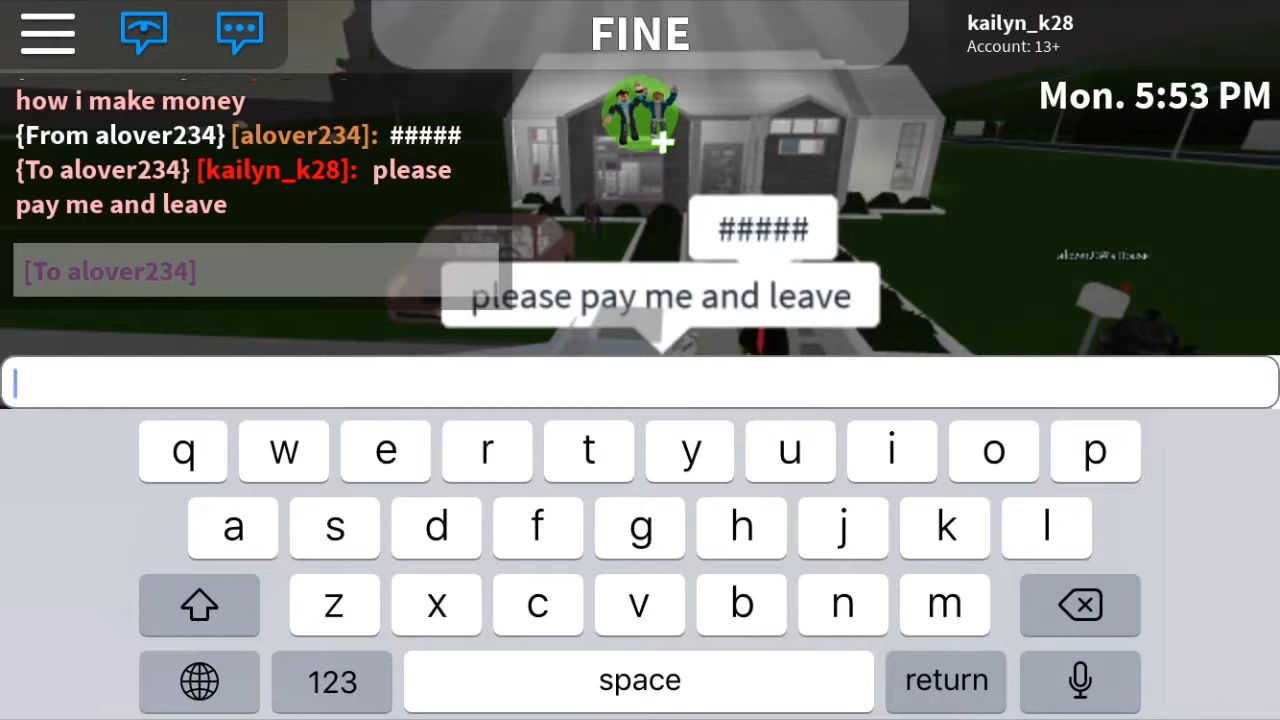 FINE
kailyn_k28
Account: 13+
Mon. 5:53 PM
how i make money
{From alover234} [alover234]: #####
{To alover234} [kailyn_k28]: please
pay me and leave
[To alover234]
#####
please pay me and leave
q w e r t y u i o p
a s d f g h j k l
z x c v b n m
123 space return